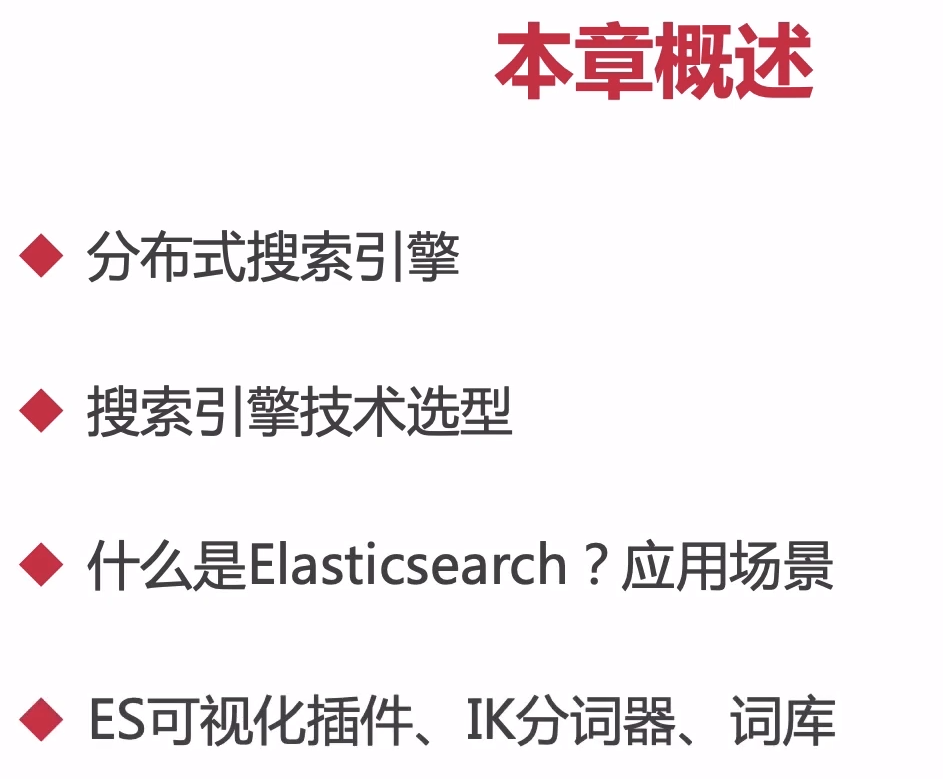 本章概述
分布式搜索引擎
搜索引擎技术选型
什么是Elasticsearch？应用场景
ES可视化插件、IK分词器、词库